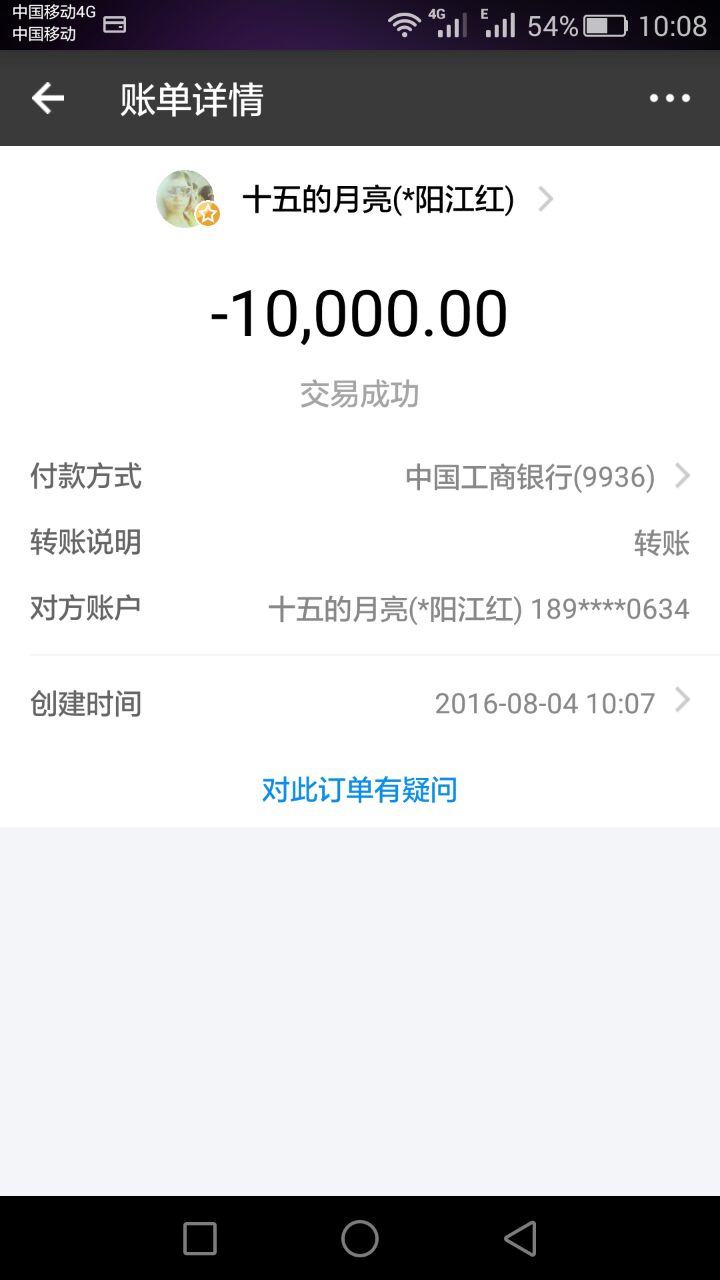 中国移动4G
中国移动
4G E 54% 10:08
账单详情
十五的月亮(*阳江红)
-10,000.00
交易成功
付款方式 中国工商银行(9936)
转账说明 转账
对方账户 十五的月亮(*阳江红) 189****0634
创建时间 2016-08-04 10:07
对此订单有疑问